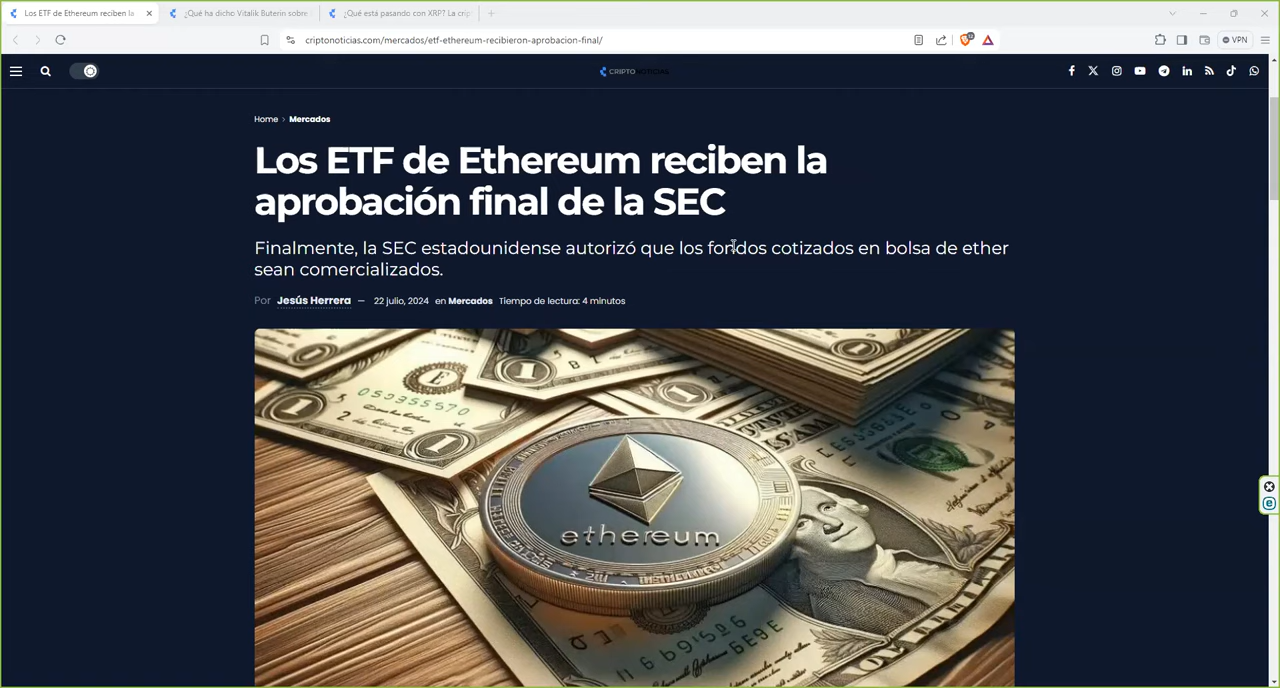 Los ETF de Ethereum reciben la
¿Qué ha dicho Vitalik Buterin sobre
¿Qué está pasando con XRP? La crip
criptonoticias.com/mercados/etf-ethereum-recibieron-aprobacion-final/
VPN
CRIPTONOTICIAS
Home > Mercados
Los ETF de Ethereum reciben la
aprobación final de la SEC
Finalmente, la SEC estadounidense autorizó que los fondos cotizados en bolsa de ether
sean comercializados.
Por Jesús Herrera — 22 julio, 2024 en Mercados Tiempo de lectura: 4 minutos
ethereum